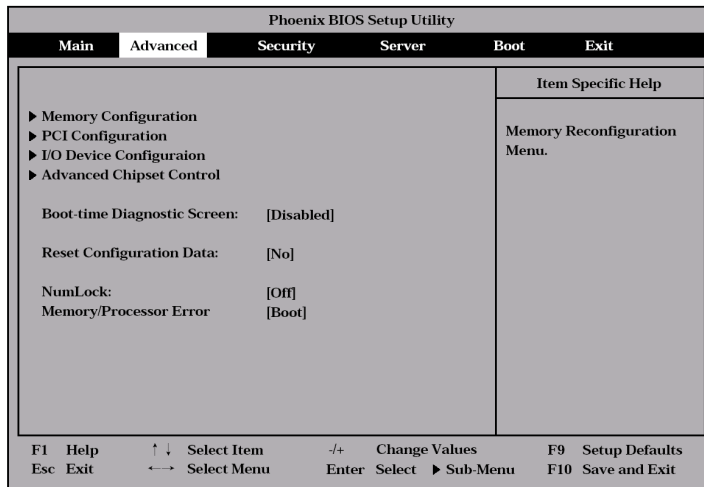 Phoenix BIOS Setup Utility
Main Advanced Security Server Boot Exit
Item Specific Help
Memory Reconfiguration
Menu.
▶ Memory Configuration
▶ PCI Configuration
▶ I/O Device Configuraion
▶ Advanced Chipset Control
Boot-time Diagnostic Screen: [Disabled]
Reset Configuration Data: [No]
NumLock: [Off]
Memory/Processor Error [Boot]
F1 Help ↑ ↓ Select Item -/+ Change Values F9 Setup Defaults
Esc Exit ←→ Select Menu Enter Select ▶ Sub-Menu F10 Save and Exit